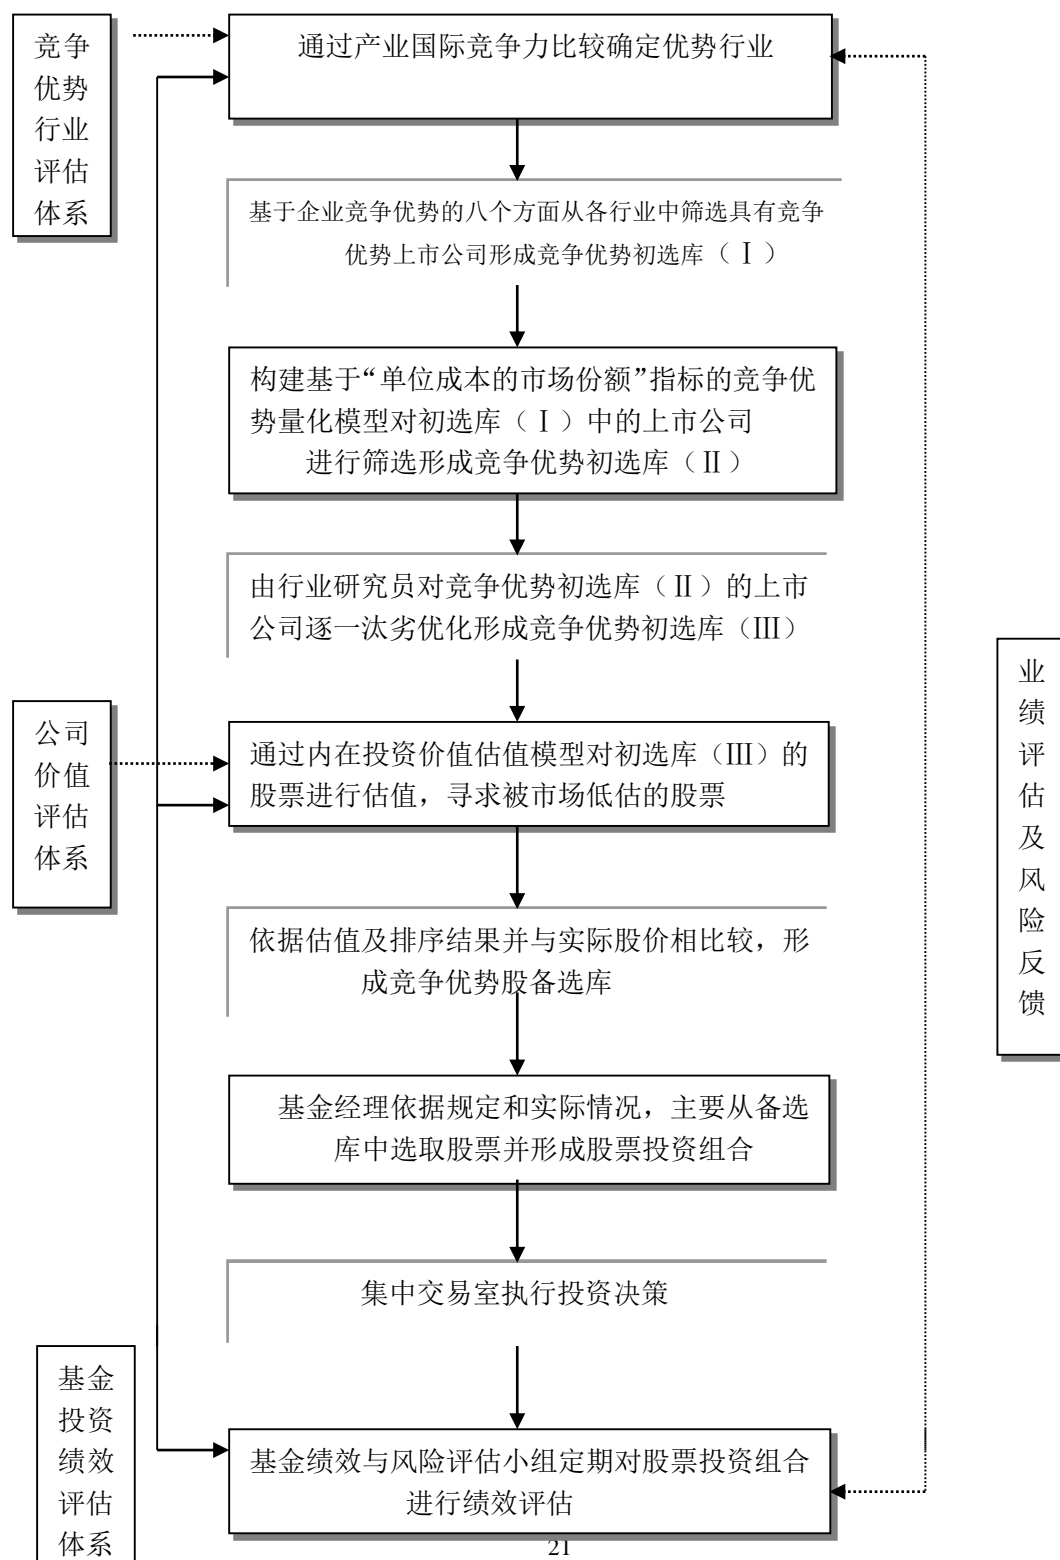 竞争
优势
行业
评估
体系
通过产业国际竞争力比较确定优势行业
基于企业竞争优势的八个方面从各行业中筛选具有竞争
优势上市公司形成竞争优势初选库（Ⅰ）
构建基于“单位成本的市场份额”指标的竞争优
势量化模型对初选库（Ⅰ）中的上市公司
进行筛选形成竞争优势初选库（Ⅱ）
由行业研究员对竞争优势初选库（Ⅱ）的上市
公司逐一汰劣优化形成竞争优势初选库（Ⅲ）
公司
价值
评估
体系
通过内在投资价值估值模型对初选库（Ⅲ）的
股票进行估值，寻求被市场低估的股票
依据估值及排序结果并与实际股价相比较，形
成竞争优势股备选库
基金经理依据规定和实际情况，主要从备选
库中选取股票并形成股票投资组合
集中交易室执行投资决策
基金
投资
绩效
评估
体系
基金绩效与风险评估小组定期对股票投资组合
进行绩效评估
业
绩
评
估
及
风
险
反
馈
21